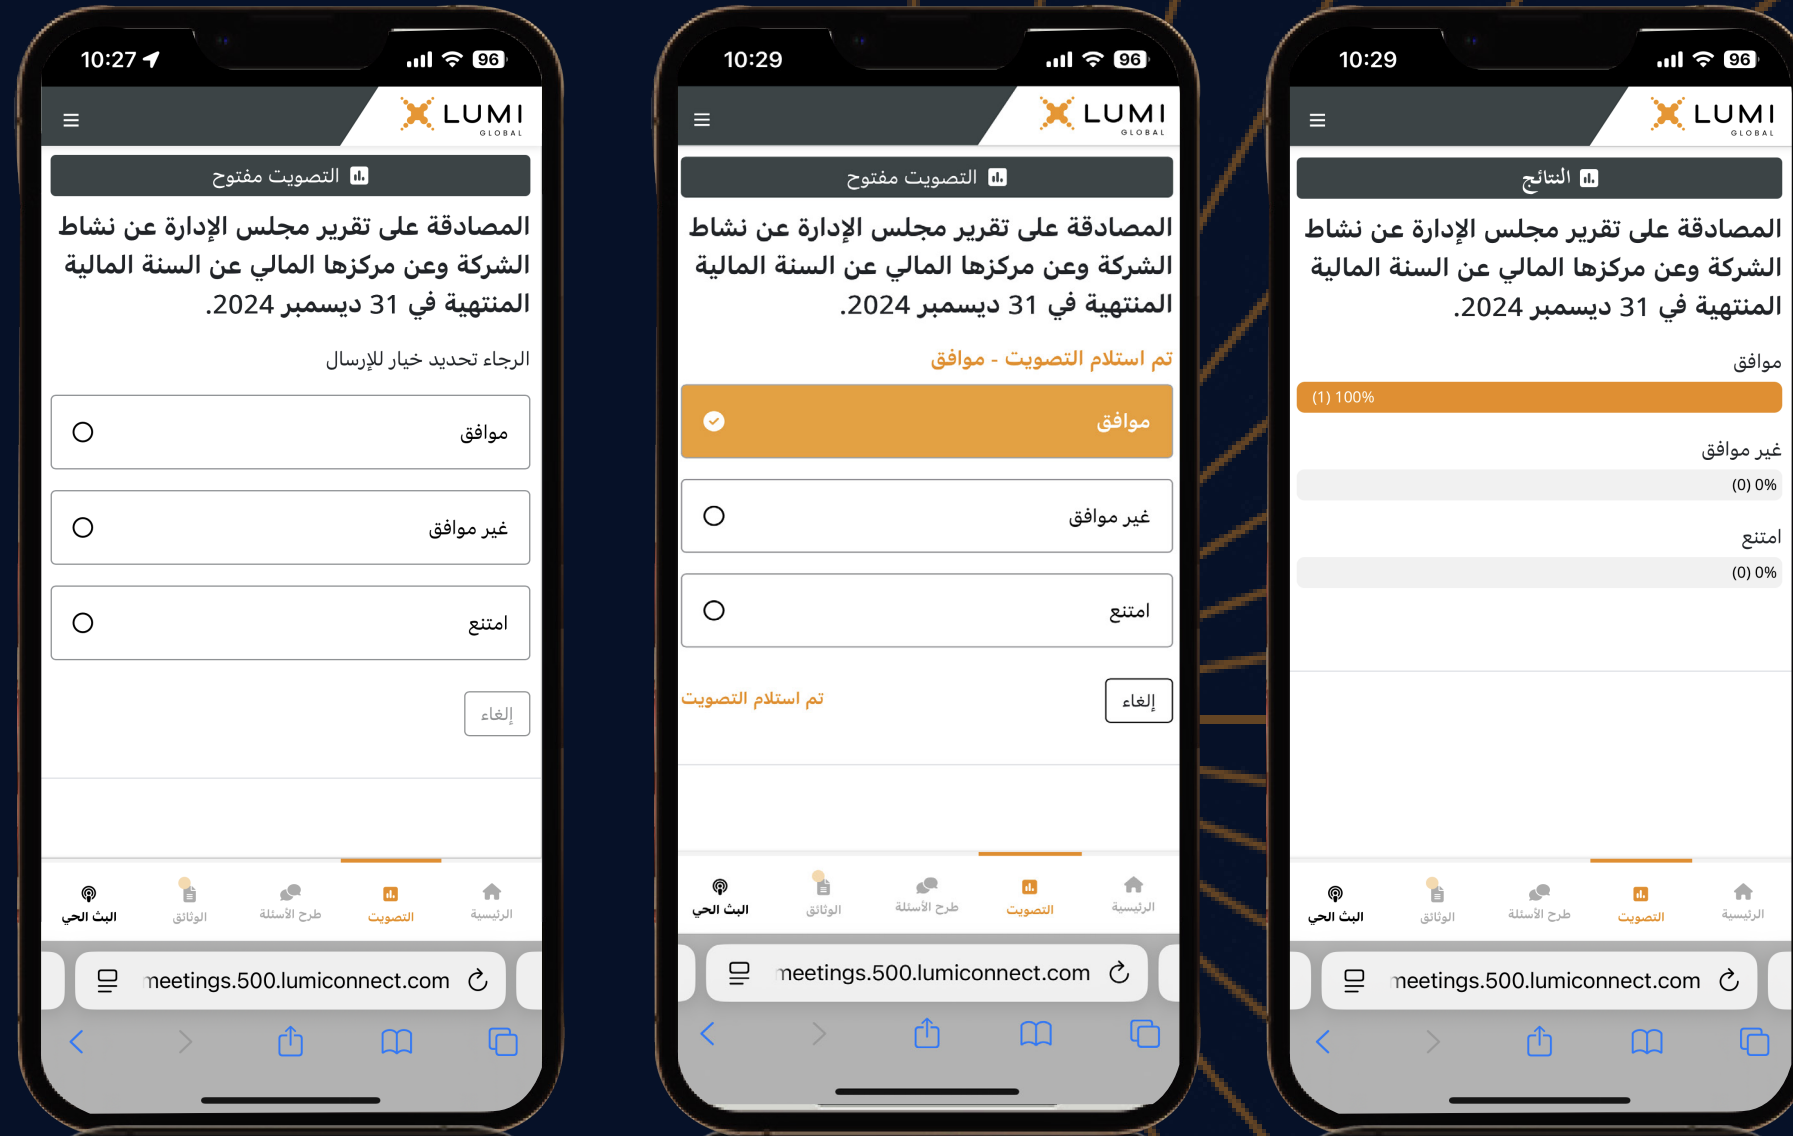 10:27
96
LUMI
GLOBAL
التصويت مفتوح
المصادقة على تقرير مجلس الإدارة عن نشاط
الشركة وعن مركزها المالي عن السنة المالية
المنتهية في 31 ديسمبر 2024.
الرجاء تحديد خيار للإرسال
موافق
غير موافق
امتنع
إلغاء
الرئيسية
التصويت
طرح الأسئلة
الوثائق
البث الحي
meetings.500.lumiconnect.com
10:29
96
LUMI
GLOBAL
التصويت مفتوح
المصادقة على تقرير مجلس الإدارة عن نشاط
الشركة وعن مركزها المالي عن السنة المالية
المنتهية في 31 ديسمبر 2024.
تم استلام التصويت - موافق
موافق
غير موافق
امتنع
إلغاء
تم استلام التصويت
الرئيسية
التصويت
طرح الأسئلة
الوثائق
البث الحي
meetings.500.lumiconnect.com
10:29
96
LUMI
GLOBAL
النتائج
المصادقة على تقرير مجلس الإدارة عن نشاط
الشركة وعن مركزها المالي عن السنة المالية
المنتهية في 31 ديسمبر 2024.
موافق
(1) 100%
غير موافق
(0) 0%
امتنع
(0) 0%
الرئيسية
التصويت
طرح الأسئلة
الوثائق
البث الحي
meetings.500.lumiconnect.com